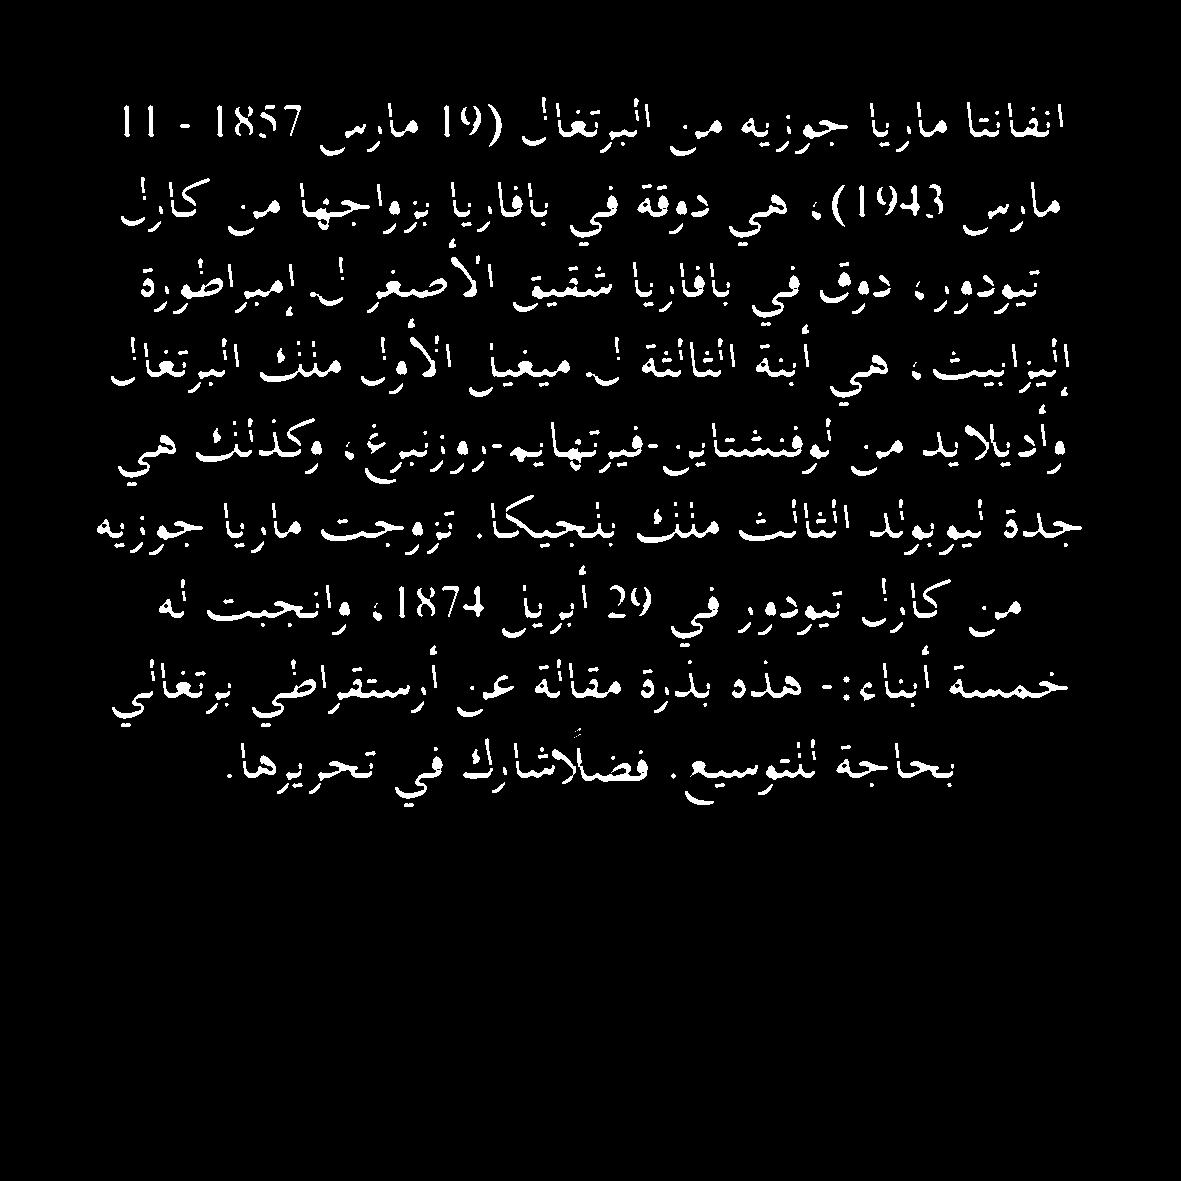 انفانتا ماريا جوزيه من البرتغال (19 مارس 1857 - 11
مارس 1943)، هي دوقة في بافاريا بزواجها من كارل
تيودور، دوق في بافاريا شقيق الأصغر لـ إمبراطورة
إليزابيث، هي أبنة الثالثة لـ ميغيل الأول ملك البرتغال
وأديلايد من لوفنشتاين-فيرتهايم-روزنبرغ، وكذلك هي
جدة ليوبولد الثالث ملك بلجيكا. تزوجت ماريا جوزيه
من كارل تيودور في 29 أبريل 1874، وانجبت له
خمسة أبناء:- هذه بذرة مقالة عن أرستقراطي برتغالي
بحاجة للتوسيع. فضلاًشارك في تحريرها.